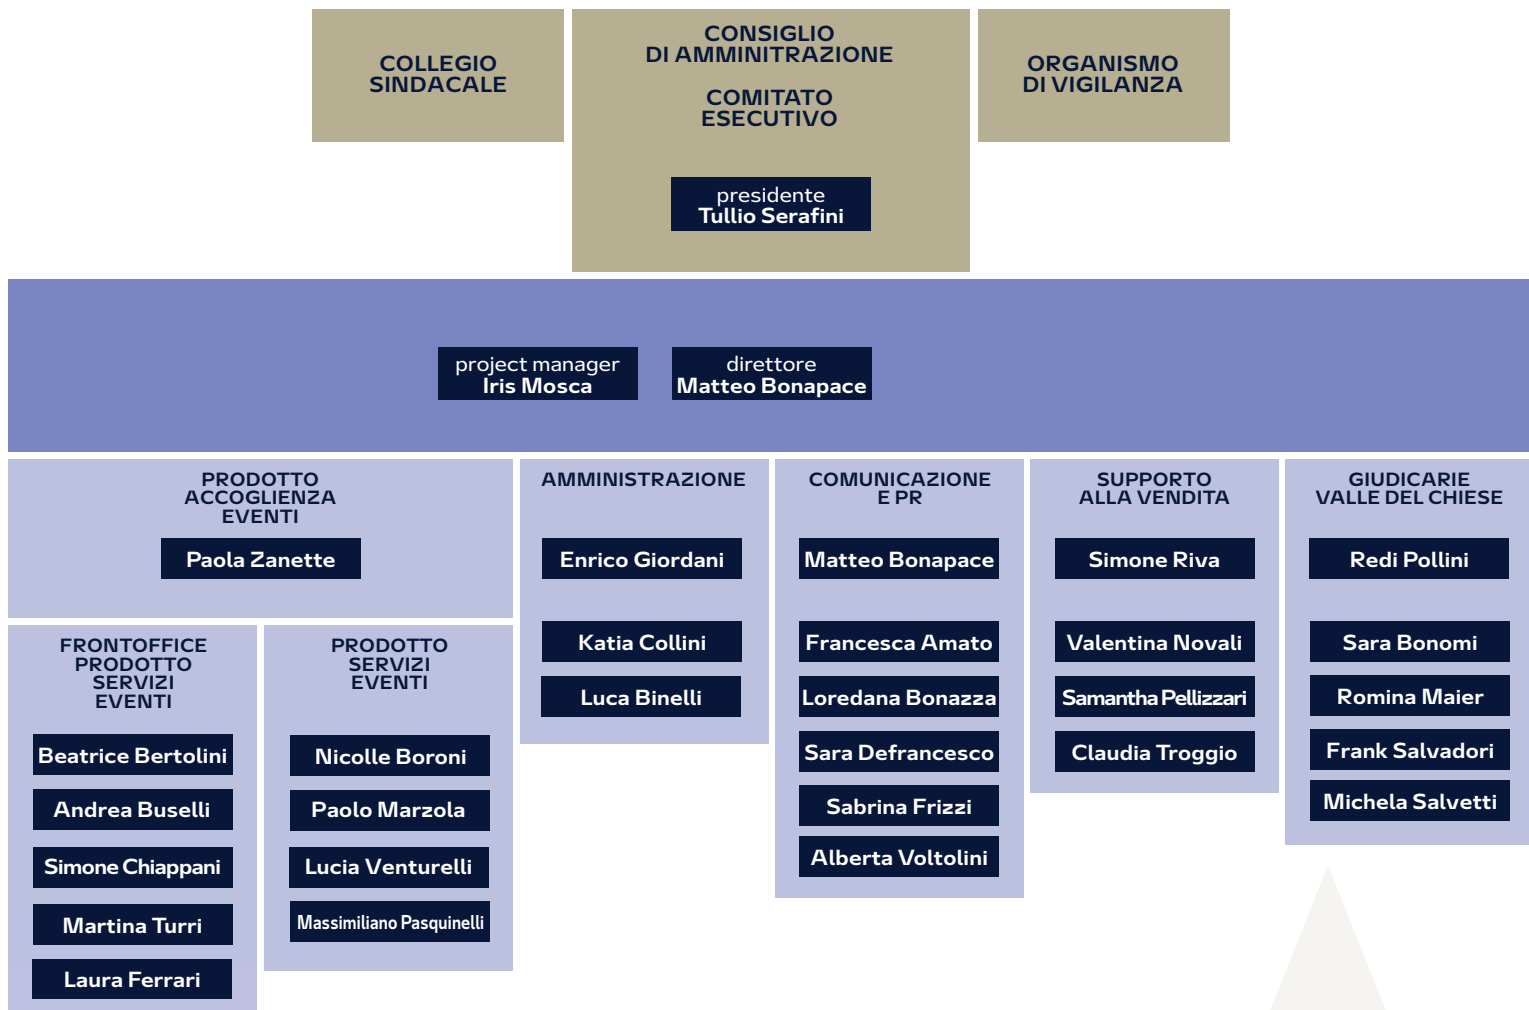 COLLEGIO
SINDACALE
CONSIGLIO
DI AMMINITRAZIONE
COMITATO
ESECUTIVO
presidente
Tullio Serafini
ORGANISMO
DI VIGILANZA
project manager
Iris Mosca
direttore
Matteo Bonapace
PRODOTTO
ACCOGLIENZA
EVENTI
Paola Zanette
FRONTOFFICE
PRODOTTO
SERVIZI
EVENTI
Beatrice Bertolini
Andrea Buselli
Simone Chiappani
Martina Turri
Laura Ferrari
PRODOTTO
SERVIZI
EVENTI
Nicolle Boroni
Paolo Marzola
Lucia Venturelli
Massimiliano Pasquinelli
AMMINISTRAZIONE
Enrico Giordani
Katia Collini
Luca Binelli
COMUNICAZIONE
E PR
Matteo Bonapace
Francesca Amato
Loredana Bonazza
Sara Defrancesco
Sabrina Frizzi
Alberta Voltolini
SUPPORTO
ALLA VENDITA
Simone Riva
Valentina Novali
Samantha Pellizzari
Claudia Troggio
GIUDICARIE
VALLE DEL CHIESE
Redi Pollini
Sara Bonomi
Romina Maier
Frank Salvadori
Michela Salvetti